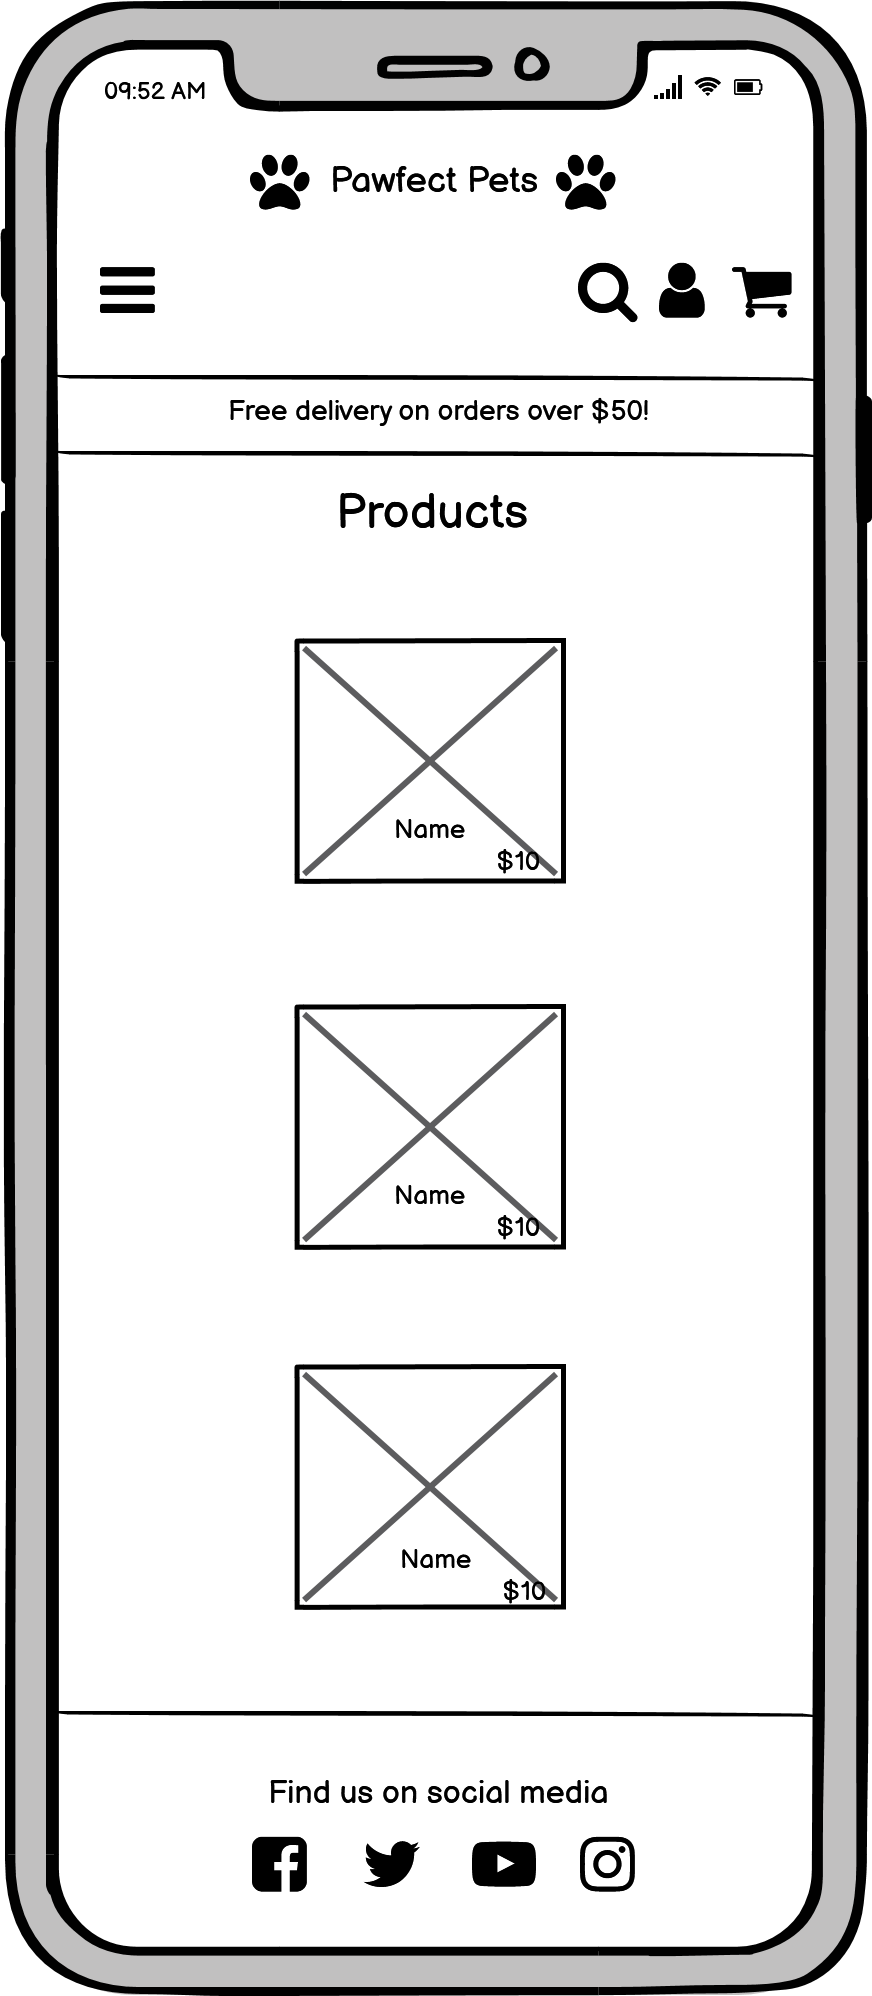 09:52 AM
Pawfect Pets
Free delivery on orders over $50!
Products
Name
$10
Name
$10
Name
$10
Find us on social media